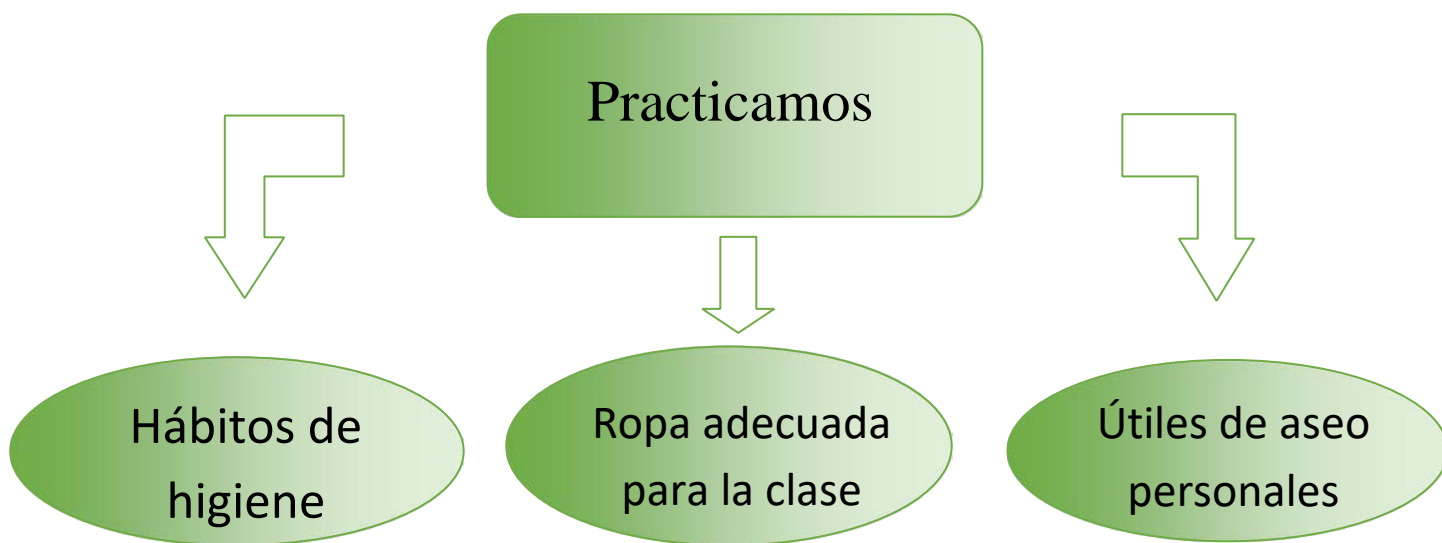 Practicamos
Hábitos de
higiene
Ropa adecuada
para la clase
Útiles de aseo
personales